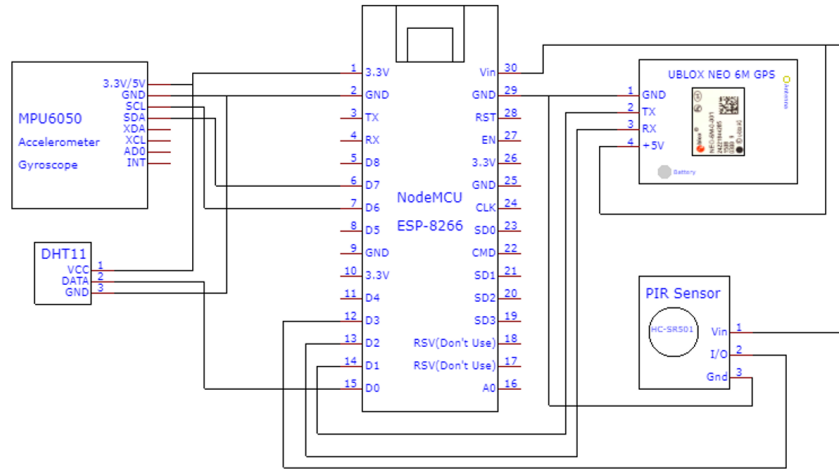 MPU6050
Accelerometer
Gyroscope
3.3V/5V
GND
SCL
SDA
XDA
XCL
AD0
INT
DHT11
VCC 1
DATA 2
GND 3
NodeMCU
ESP-8266
1 3.3V
2 GND
3 TX
4 RX
5 D8
6 D7
7 D6
8 D5
9 GND
10 3.3V
11 D4
12 D3
13 D2
14 D1
15 D0
Vin 30
GND 29
RST 28
EN 27
3.3V 26
GND 25
CLK 24
SD0 23
CMD 22
SD1 21
SD2 20
SD3 19
RSV(Don't Use) 18
RSV(Don't Use) 17
A0 16
UBLOX NEO 6M GPS
1 GND
2 TX
3 RX
4 +5V
Antenna
Battery
PIR Sensor
HC-SR501
Vin 1
I/O 2
Gnd 3